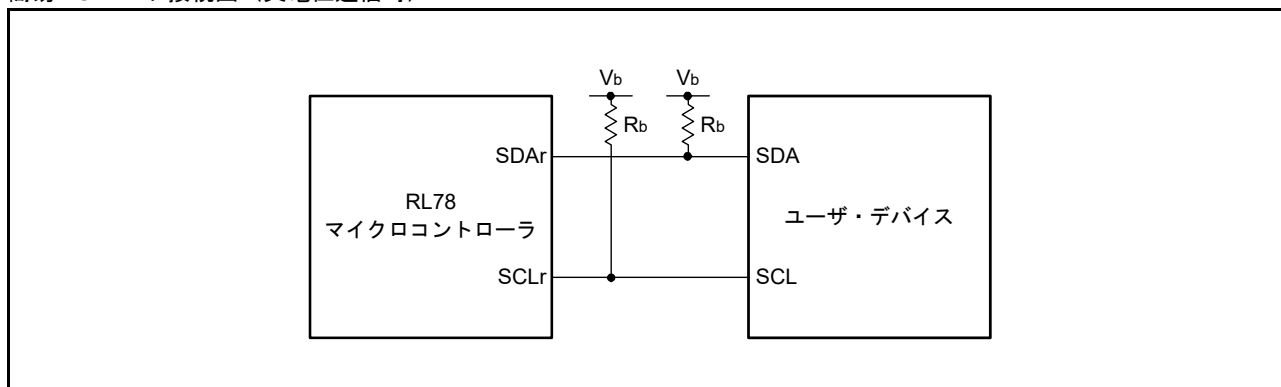 Vb Vb
Rb Rb
SDAr SDA
RL78
マイクロコントローラ
ユーザ・デバイス
SCLr SCL